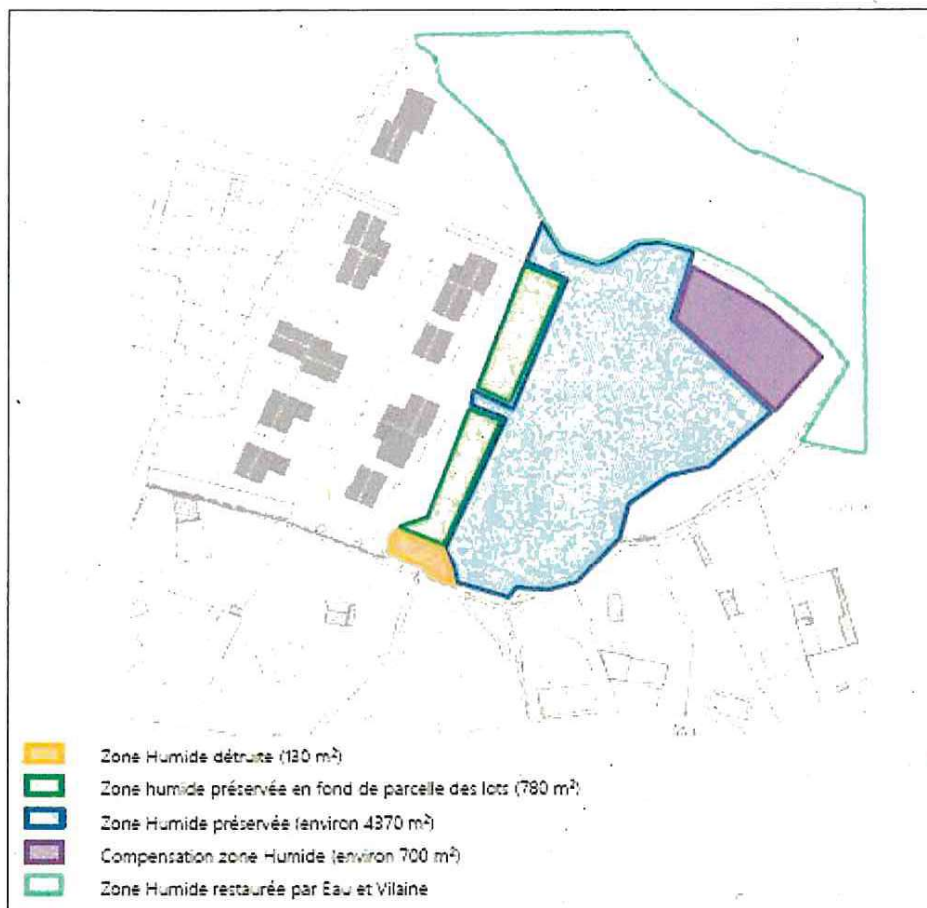 Zone Humide détruite (130 m²)
Zone humide préservée en fond de parcelle des lots (780 m²)
Zone Humide préservée (environ 4370 m²)
Compensation zone Humide (environ 700 m²)
Zone Humide restaurée par Eau et Vilaine